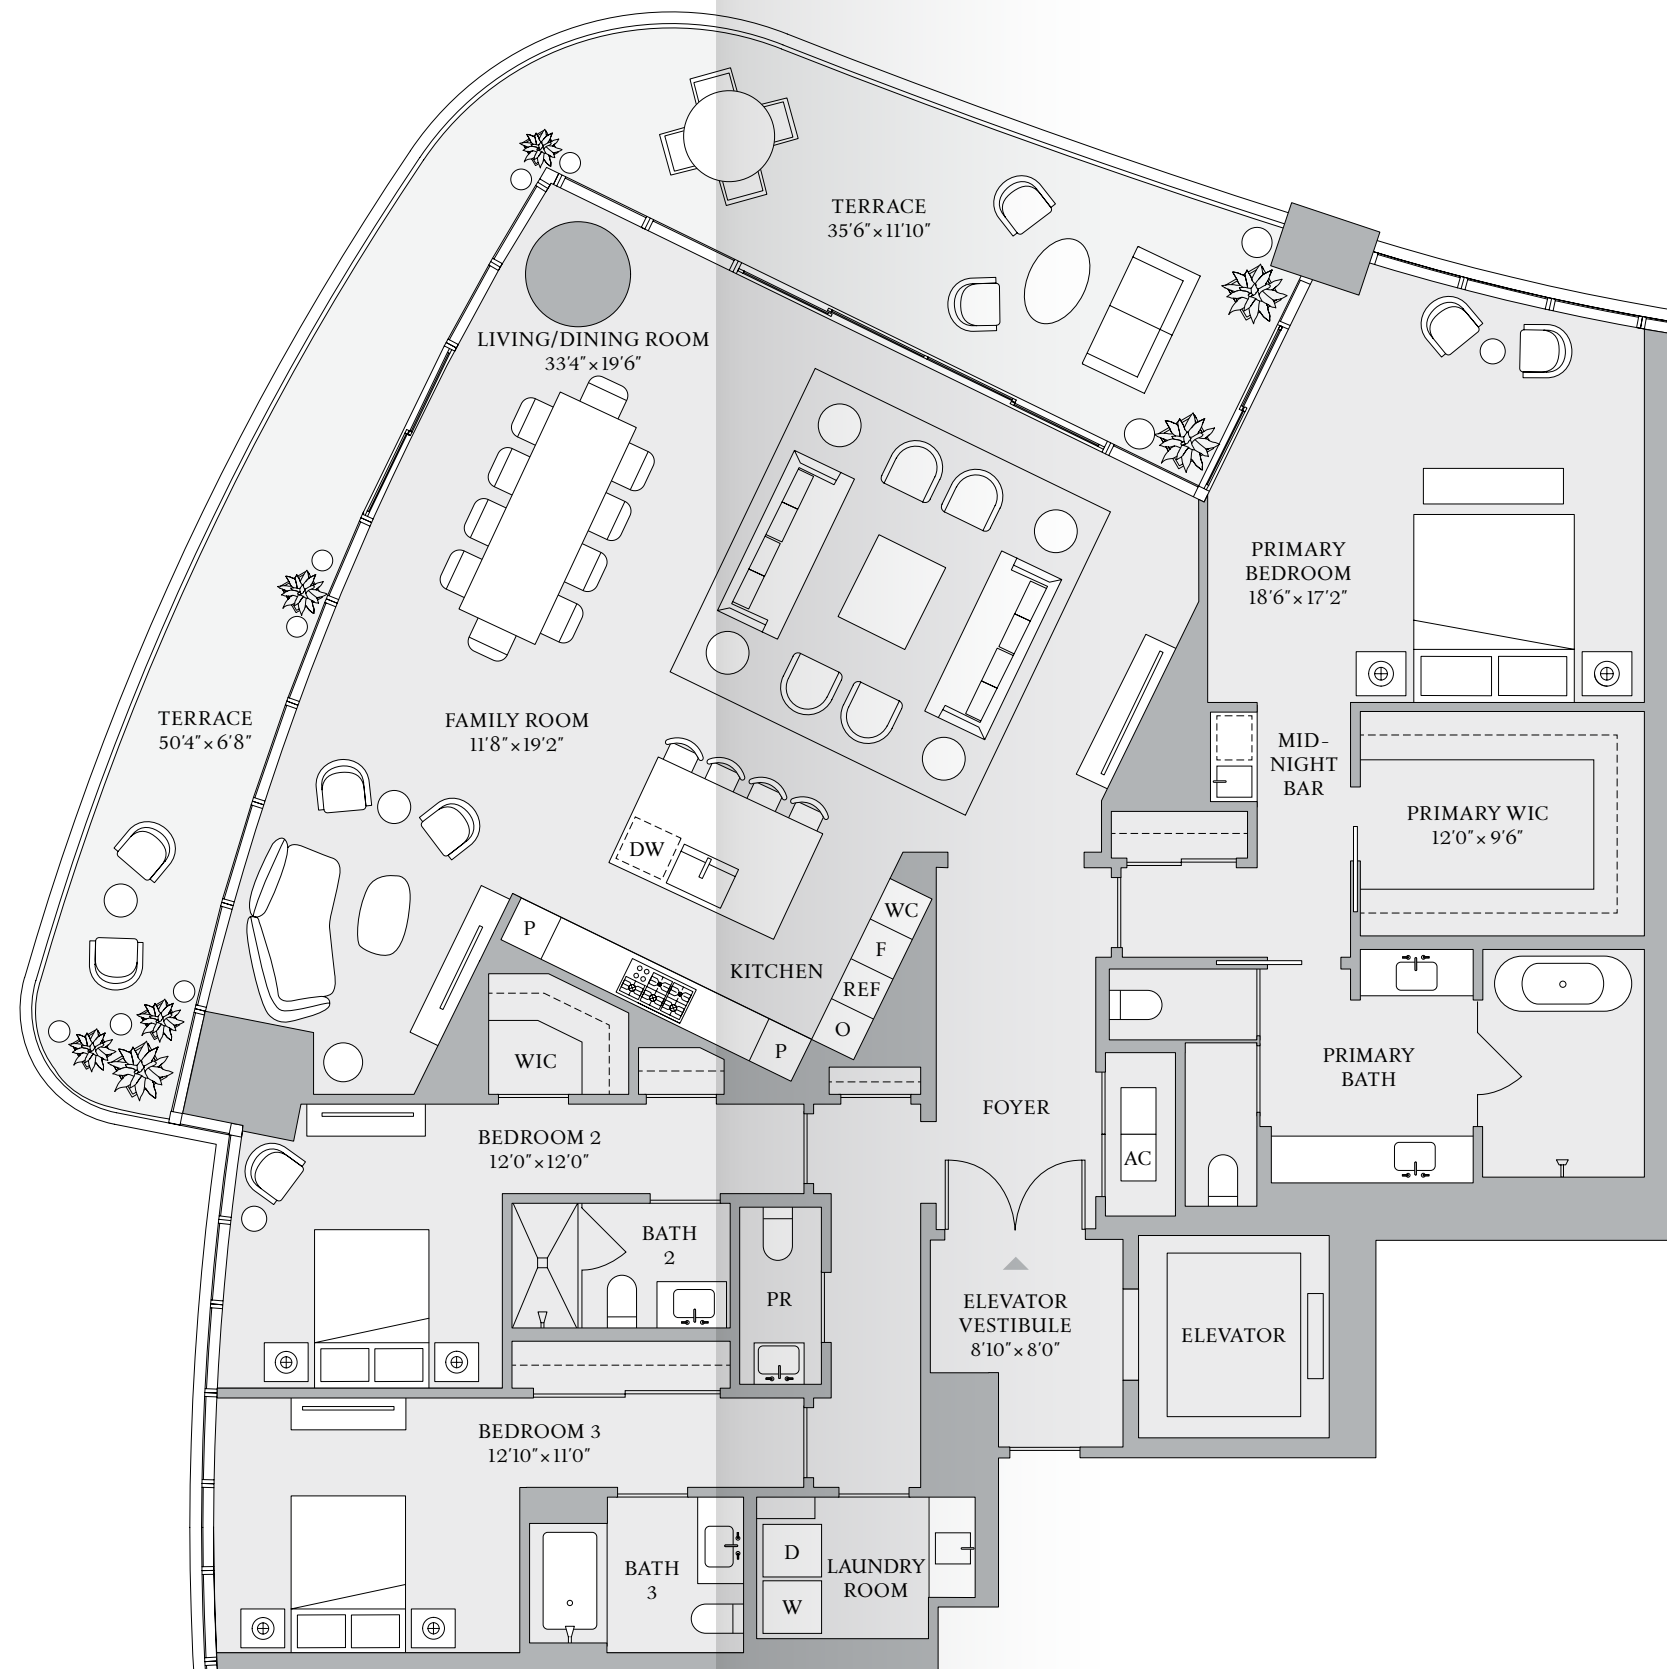 TERRACE
35'6"×11'10"
LIVING/DINING ROOM
33'4"×19'6"
PRIMARY
BEDROOM
18'6"×17'2"
TERRACE
50'4"×6'8"
FAMILY ROOM
11'8"×19'2"
MID-
NIGHT
BAR
PRIMARY WIC
12'0"×9'6"
DW
P
WC
F
REF
O
P
KITCHEN
WIC
PRIMARY
BATH
FOYER
AC
BEDROOM 2
12'0"×12'0"
BATH
2
PR
ELEVATOR
VESTIBULE
8'10"×8'0"
ELEVATOR
BEDROOM 3
12'10"×11'0"
BATH
3
D
W
LAUNDRY
ROOM